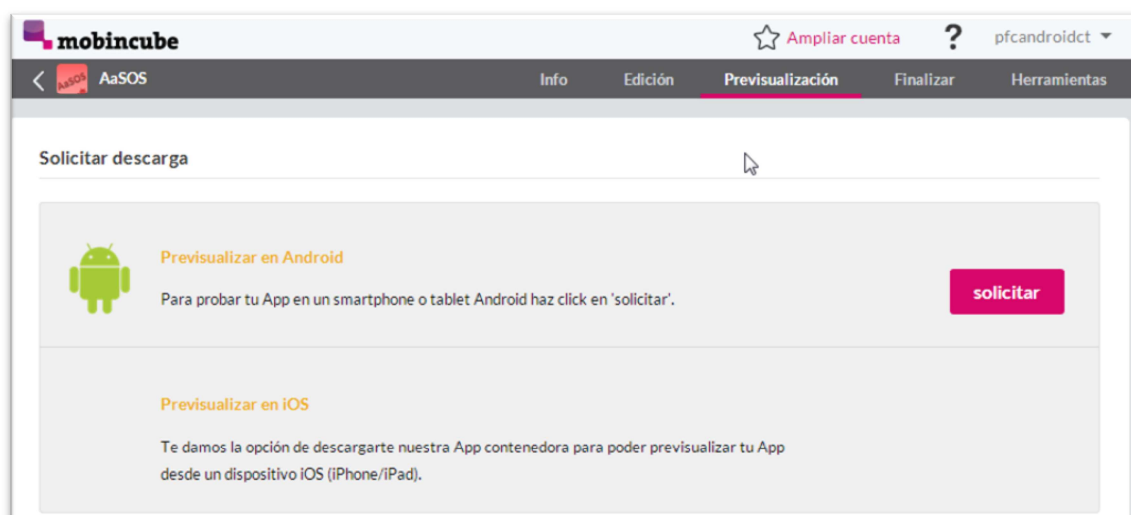 mobincube
Ampliar cuenta ? pfcandroidct
AaSOS AaSOS Info Edición Previsualización Finalizar Herramientas
Solicitar descarga
Previsualizar en Android
Para probar tu App en un smartphone o tablet Android haz click en 'solicitar'.
solicitar
Previsualizar en iOS
Te damos la opción de descargarte nuestra App contenedora para poder previsualizar tu App
desde un dispositivo iOS (iPhone/iPad).